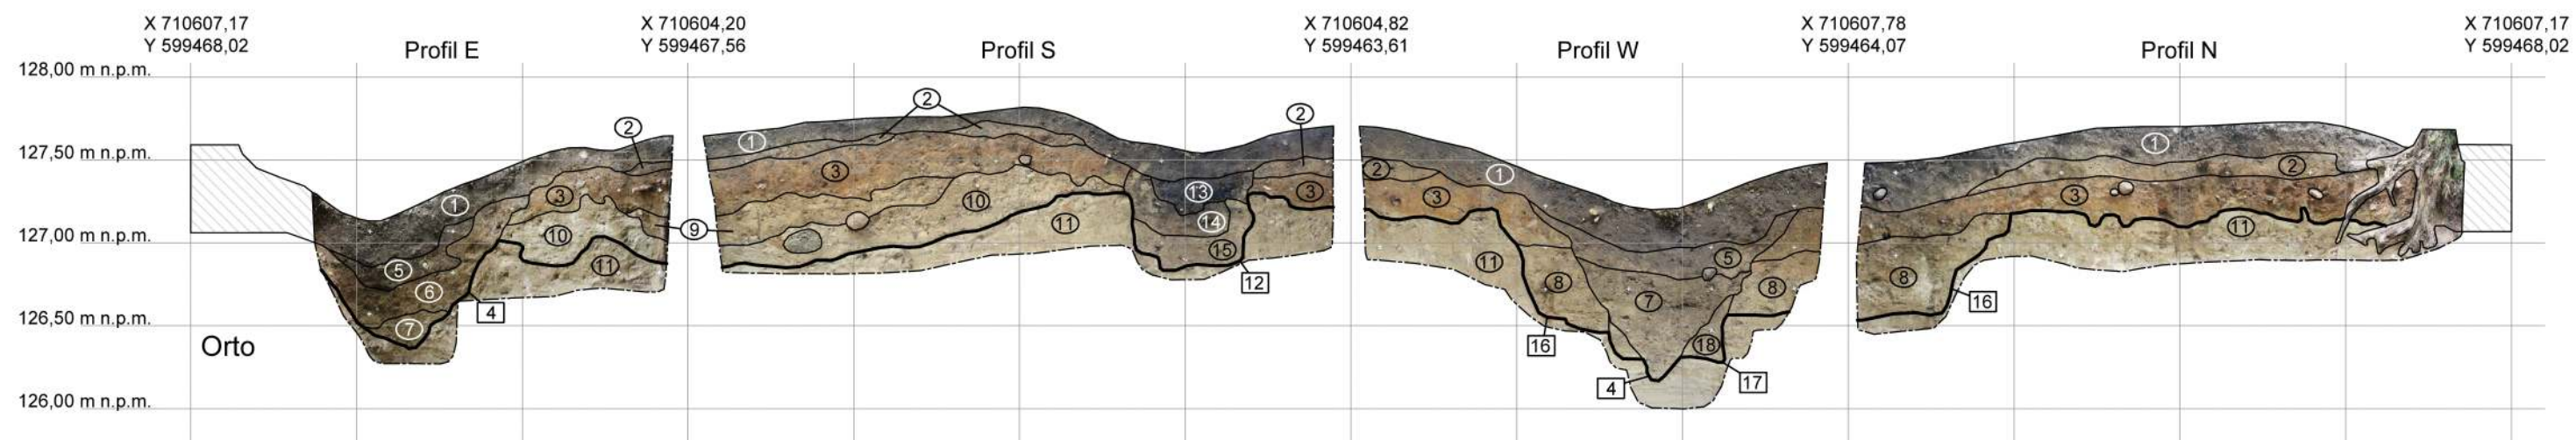 X 710607,17
Y 599468,02
Profil E
X 710604,20
Y 599467,56
Profil S
X 710604,82
Y 599463,61
Profil W
X 710607,78
Y 599464,07
Profil N
X 710607,17
Y 599468,02
128,00 m n.p.m.
127,50 m n.p.m.
127,00 m n.p.m.
126,50 m n.p.m.
126,00 m n.p.m.
Orto
1
2
3
5
6
7
10
11
4
9
1
2
3
10
11
13
14
15
12
2
3
2
1
3
11
8
5
7
8
18
16
4
17
1
2
3
11
8
16